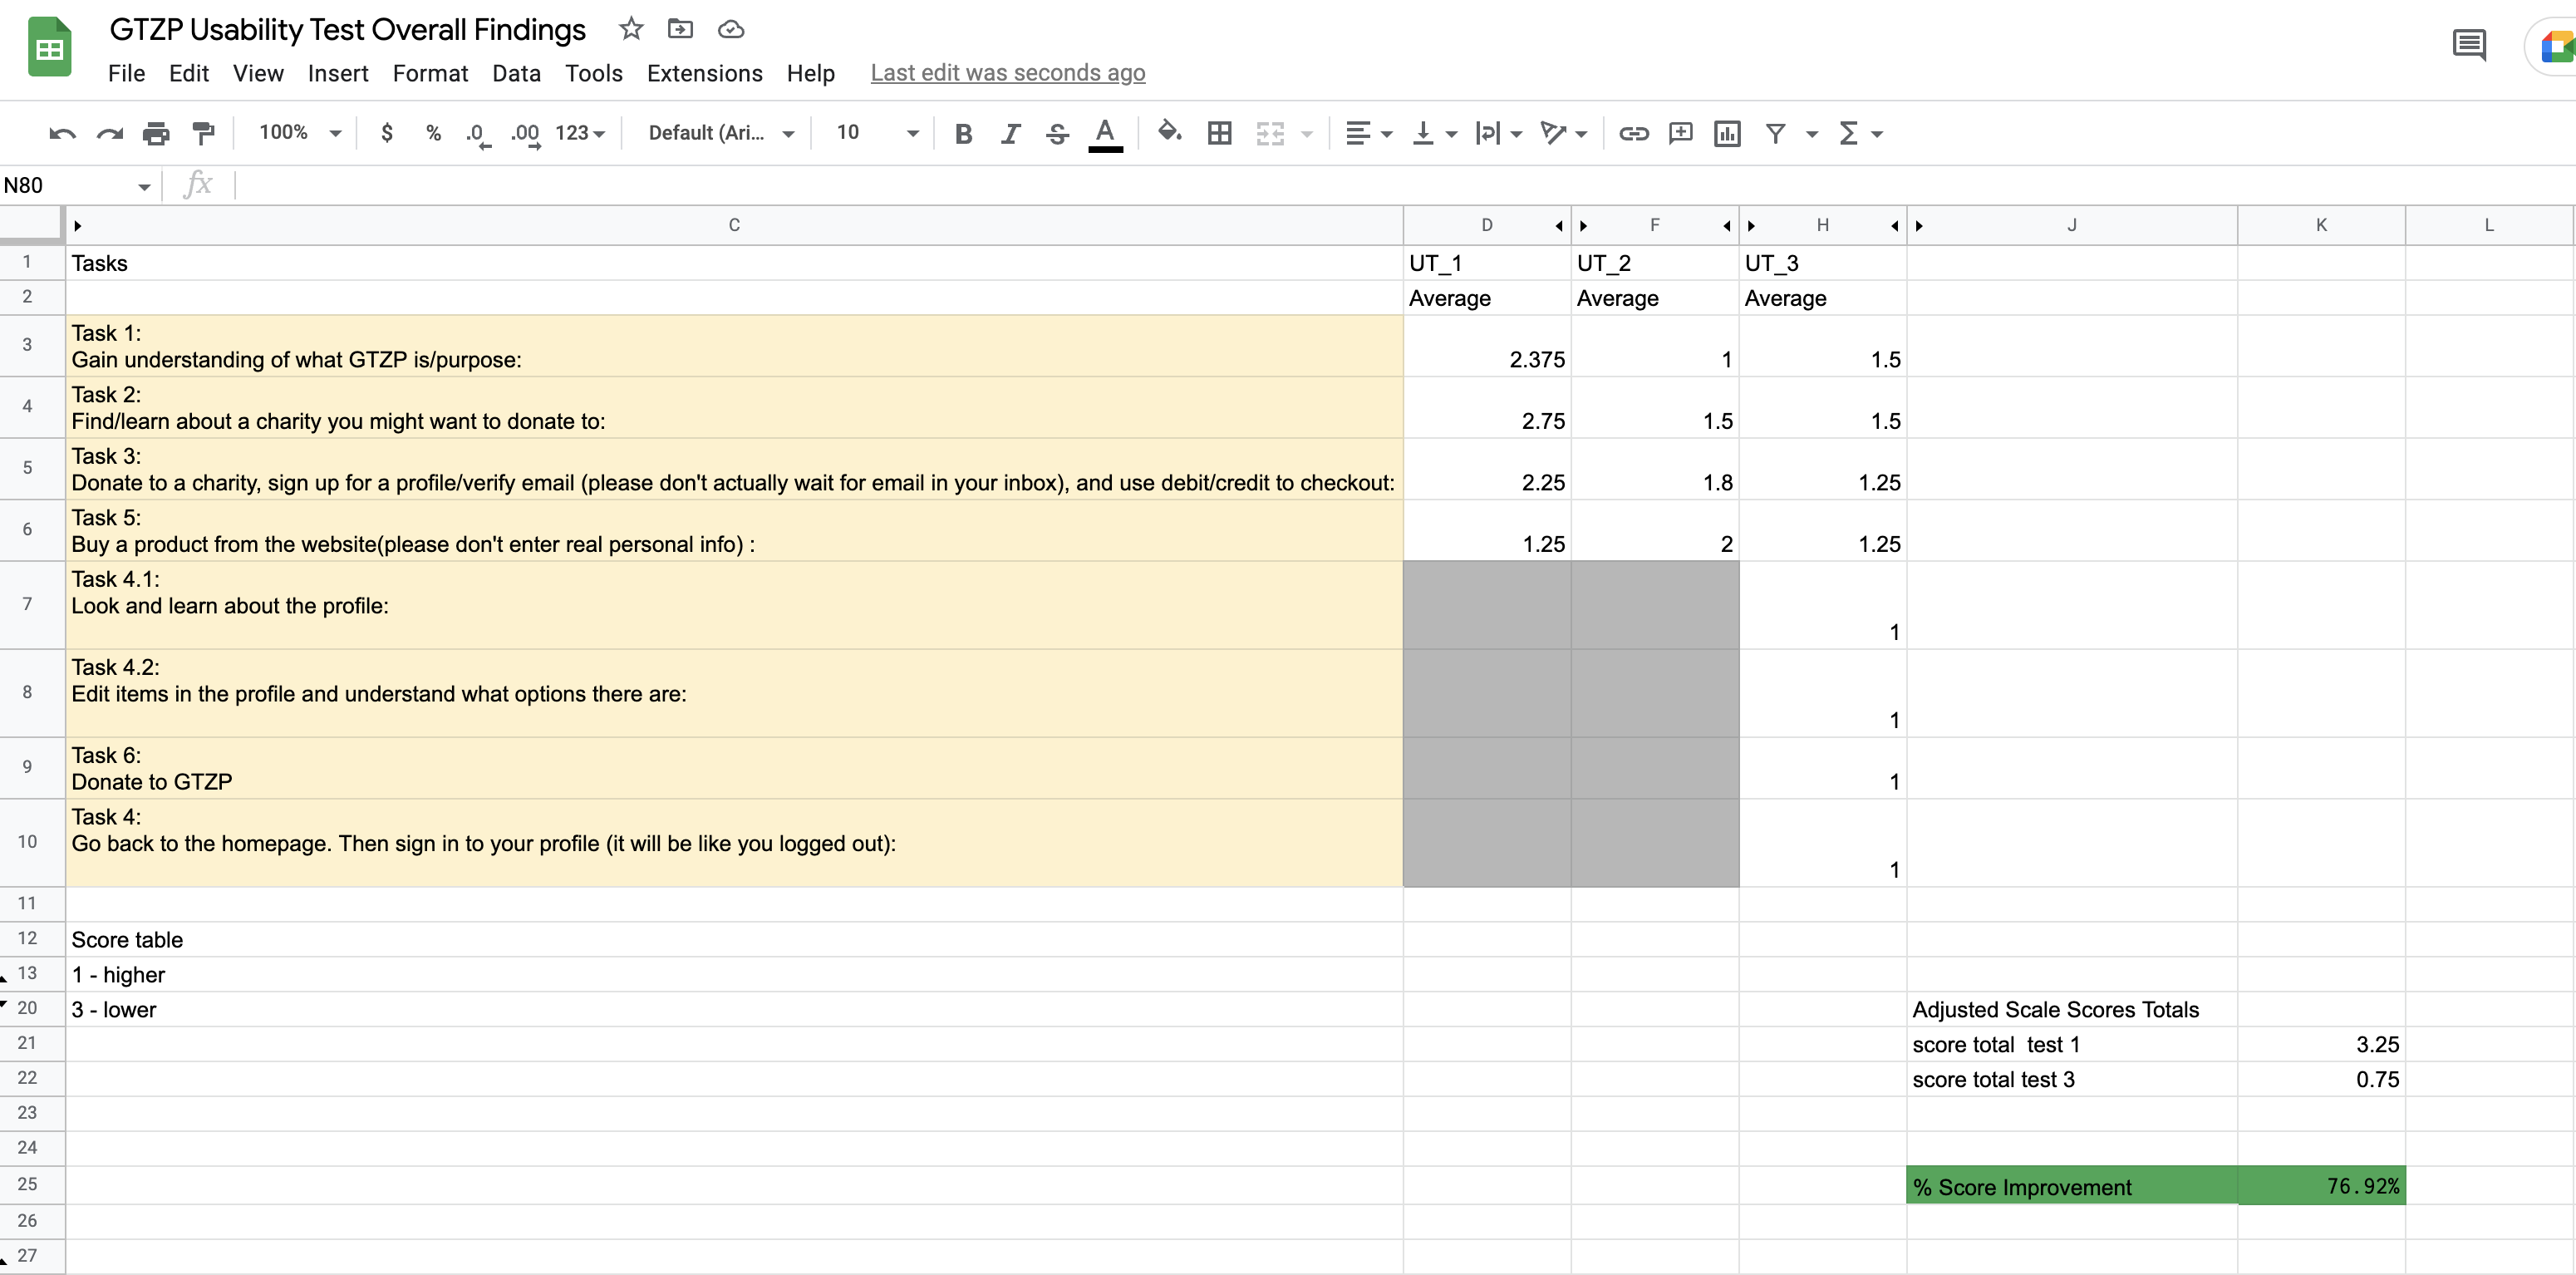 GTZP Usability Test Overall Findings
File Edit View Insert Format Data Tools Extensions Help Last edit was seconds ago
100% $ % .0 .00 123 Default (Ari... 10 B I S A Σ
N80 fx
C D F H J K L
1 Tasks UT_1 UT_2 UT_3
2 Average Average Average
Task 1:
3 Gain understanding of what GTZP is/purpose: 2.375 1 1.5
Task 2:
4 Find/learn about a charity you might want to donate to: 2.75 1.5 1.5
Task 3:
5 Donate to a charity, sign up for a profile/verify email (please don't actually wait for email in your inbox), and use debit/credit to checkout: 2.25 1.8 1.25
Task 5:
6 Buy a product from the website(please don't enter real personal info) : 1.25 2 1.25
Task 4.1:
7 Look and learn about the profile:
1
Task 4.2:
8 Edit items in the profile and understand what options there are:
1
Task 6:
9 Donate to GTZP 1
Task 4:
10 Go back to the homepage. Then sign in to your profile (it will be like you logged out):
1
11
12 Score table
13 1 - higher
20 3 - lower Adjusted Scale Scores Totals
21 score total  test 1 3.25
22 score total test 3 0.75
23
24
25 % Score Improvement 76.92%
26
27